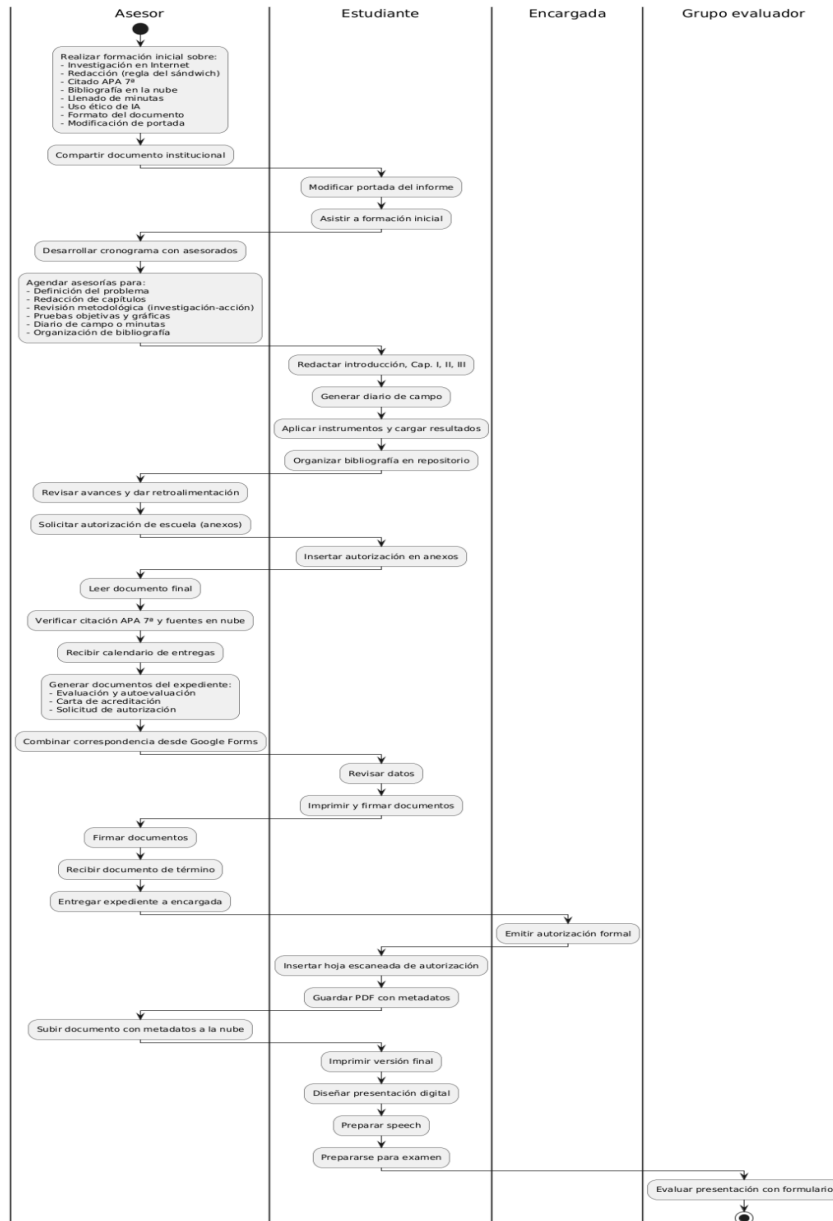 Asesor
Estudiante
Encargada
Grupo evaluador
Realizar formación inicial sobre:
- Investigación en Internet
- Redacción (regla del sándwich)
- Citado APA 7ª
- Bibliografía en la nube
- Llenado de minutas
- Uso ético de IA
- Formato del documento
- Modificación de portada
Compartir documento institucional
Modificar portada del informe
Asistir a formación inicial
Desarrollar cronograma con asesorados
Agendar asesorías para:
- Definición del problema
- Redacción de capítulos
- Revisión metodológica (investigación-acción)
- Pruebas objetivas y gráficas
- Diario de campo o minutas
- Organización de bibliografía
Redactar introducción, Cap. I, II, III
Generar diario de campo
Aplicar instrumentos y cargar resultados
Organizar bibliografía en repositorio
Revisar avances y dar retroalimentación
Solicitar autorización de escuela (anexos)
Insertar autorización en anexos
Leer documento final
Verificar citación APA 7ª y fuentes en nube
Recibir calendario de entregas
Generar documentos del expediente:
- Evaluación y autoevaluación
- Carta de acreditación
- Solicitud de autorización
Combinar correspondencia desde Google Forms
Revisar datos
Imprimir y firmar documentos
Firmar documentos
Recibir documento de término
Entregar expediente a encargada
Emitir autorización formal
Insertar hoja escaneada de autorización
Guardar PDF con metadatos
Subir documento con metadatos a la nube
Imprimir versión final
Diseñar presentación digital
Preparar speech
Prepararse para examen
Evaluar presentación con formulario